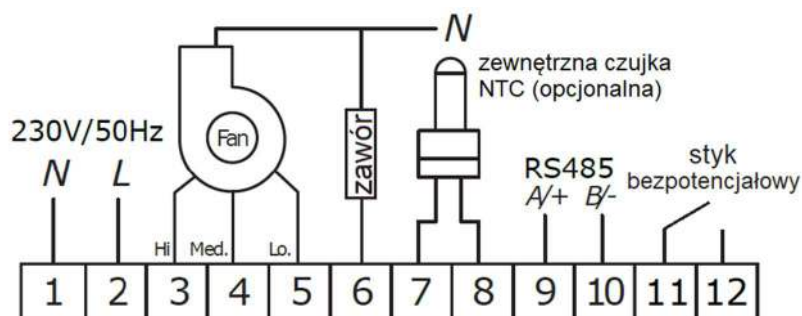 N
zewnętrzna czujka
NTC (opcjonalna)
230V/50Hz
N L
Fan
zawór
RS485
A/+ B/-
styk
bezpotencjałowy
Hi Med. Lo.
1 2 3 4 5 6 7 8 9 10 11 12